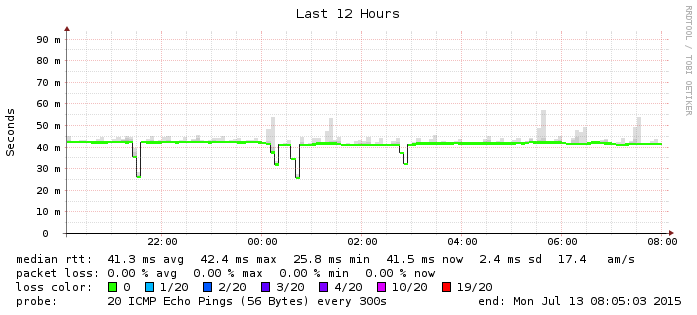 Last 12 Hours
RRDTOOL / TOBI OETIKER
Seconds
90 m
80 m
70 m
60 m
50 m
40 m
30 m
20 m
10 m
0
22:00 00:00 02:00 04:00 06:00 08:00
median rtt: 41.3 ms avg 42.4 ms max 25.8 ms min 41.5 ms now 2.4 ms sd 17.4 am/s
packet loss: 0.00 % avg 0.00 % max 0.00 % min 0.00 % now
loss color: 0 1/20 2/20 3/20 4/20 10/20 19/20
probe: 20 ICMP Echo Pings (56 Bytes) every 300s end: Mon Jul 13 08:05:03 2015